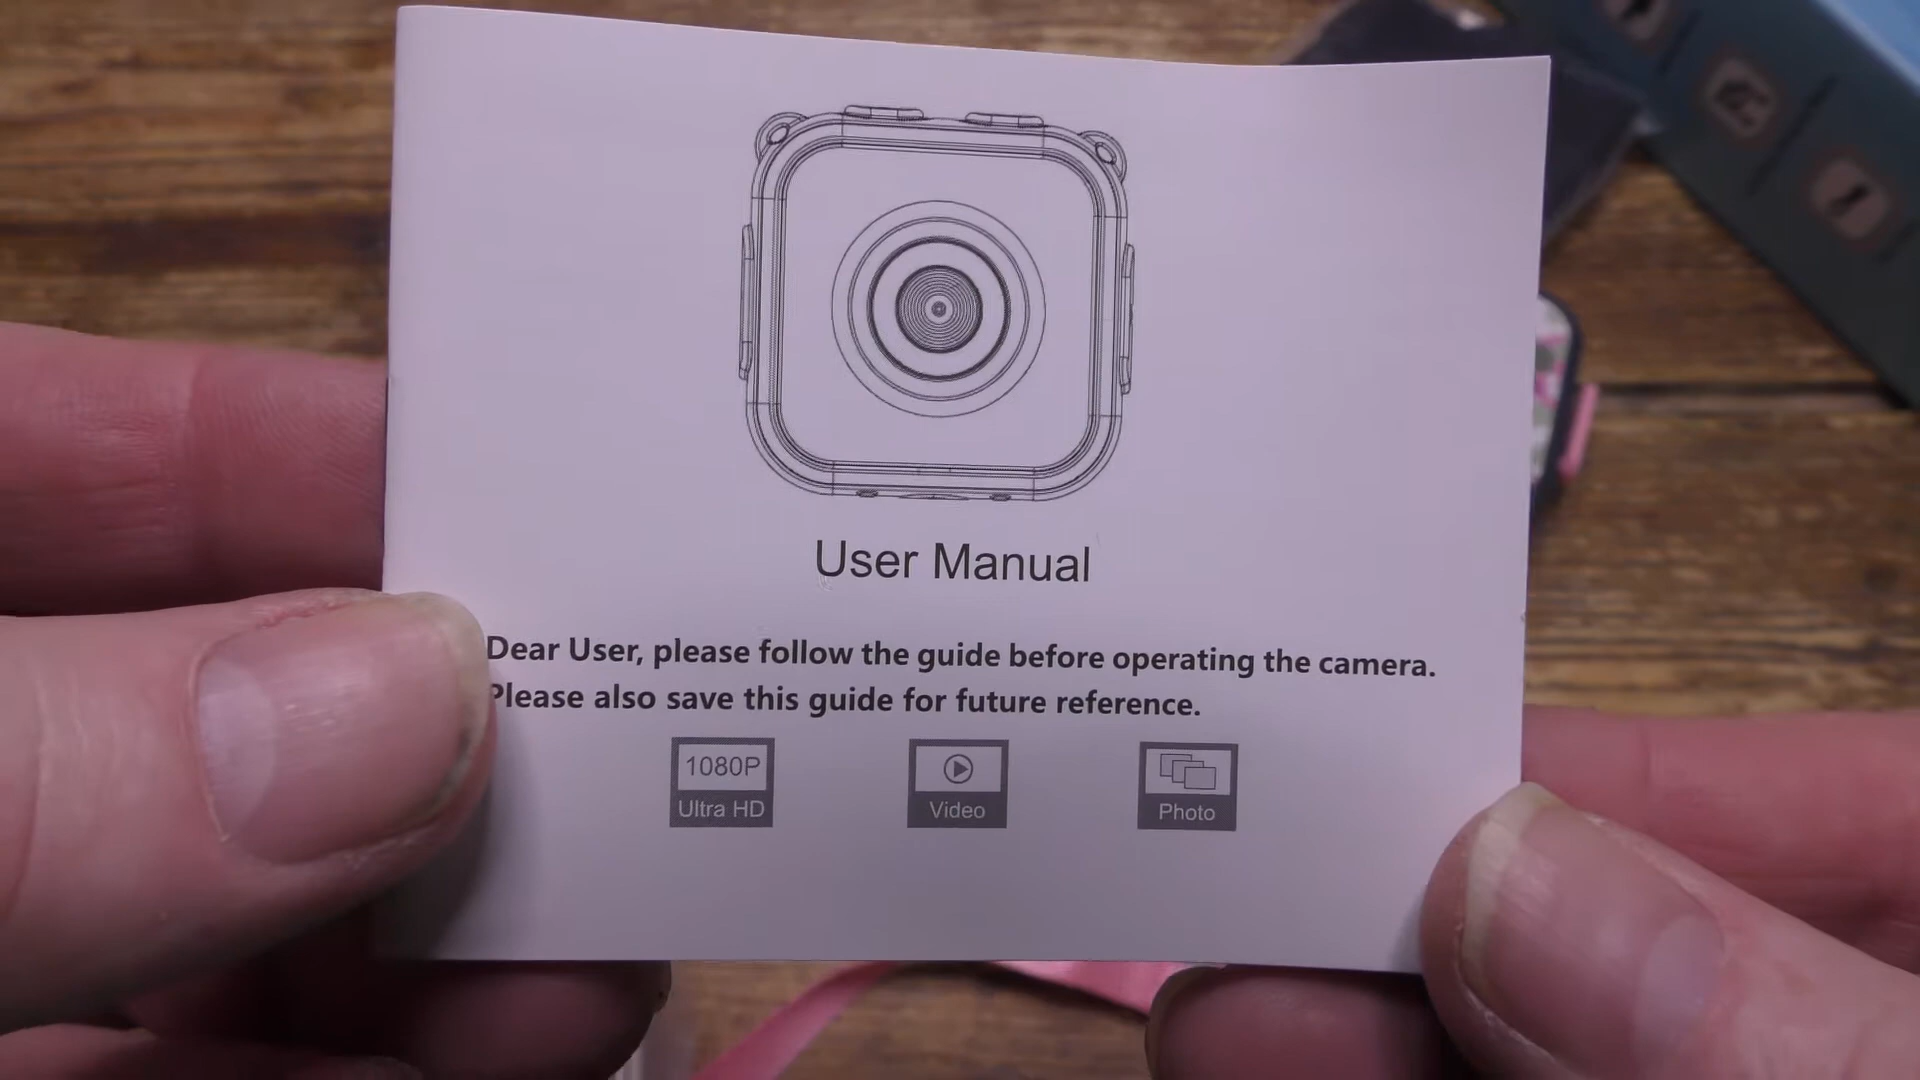 User Manual
Dear User, please follow the guide before operating the camera.
Please also save this guide for future reference.
1080P
Ultra HD
Video
Photo